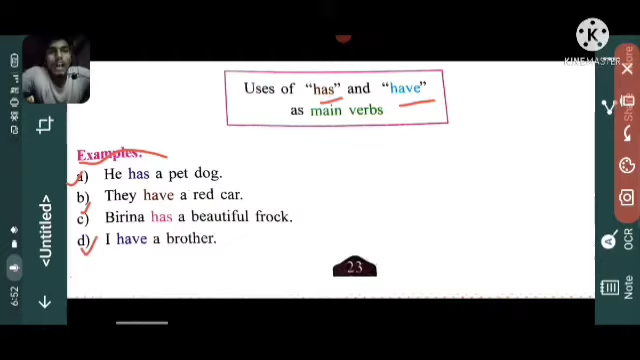 Uses of "has" and "have"
as main verbs
Examples:
a) He has a pet dog.
b) They have a red car.
c) Birina has a beautiful frock.
d) I have a brother.
23
KINEMASTER
K
<Untitled>
6:52
OCR
Note
A